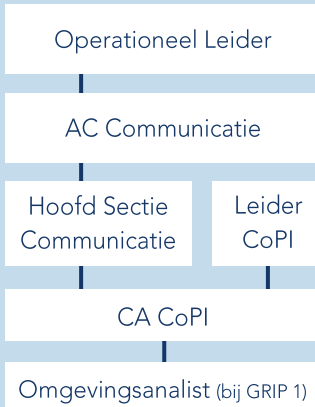 Operationeel Leider
AC Communicatie
Hoofd Sectie
Communicatie
Leider
CoPI
CA CoPI
Omgevingsanalist (bij GRIP 1)